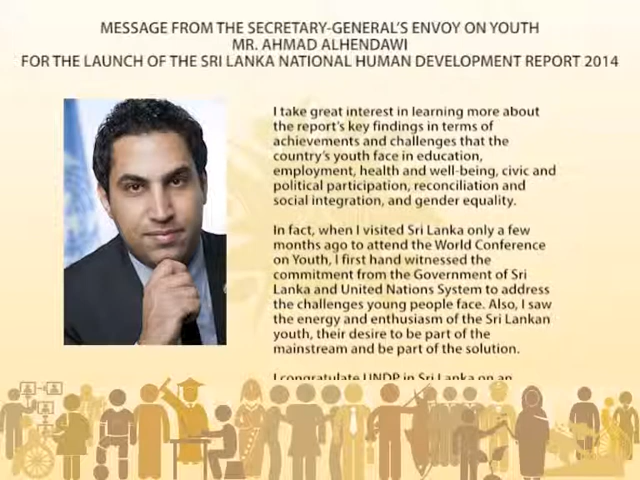 MESSAGE FROM THE SECRETARY-GENERAL'S ENVOY ON YOUTH
MR. AHMAD ALHENDAWI
FOR THE LAUNCH OF THE SRI LANKA NATIONAL HUMAN DEVELOPMENT REPORT 2014
I take great interest in learning more about
the report's key findings in terms of
achievements and challenges that the
country's youth face in education,
employment, health and well-being, civic and
political participation, reconciliation and
social integration, and gender equality.
In fact, when I visited Sri Lanka only a few
months ago to attend the World Conference
on Youth, I first hand witnessed the
commitment from the Government of Sri
Lanka and United Nations System to address
the challenges young people face. Also, I saw
the energy and enthusiasm of the Sri Lankan
youth, their desire to be part of the
mainstream and be part of the solution.
I congratulate UNDP in Sri Lanka on an